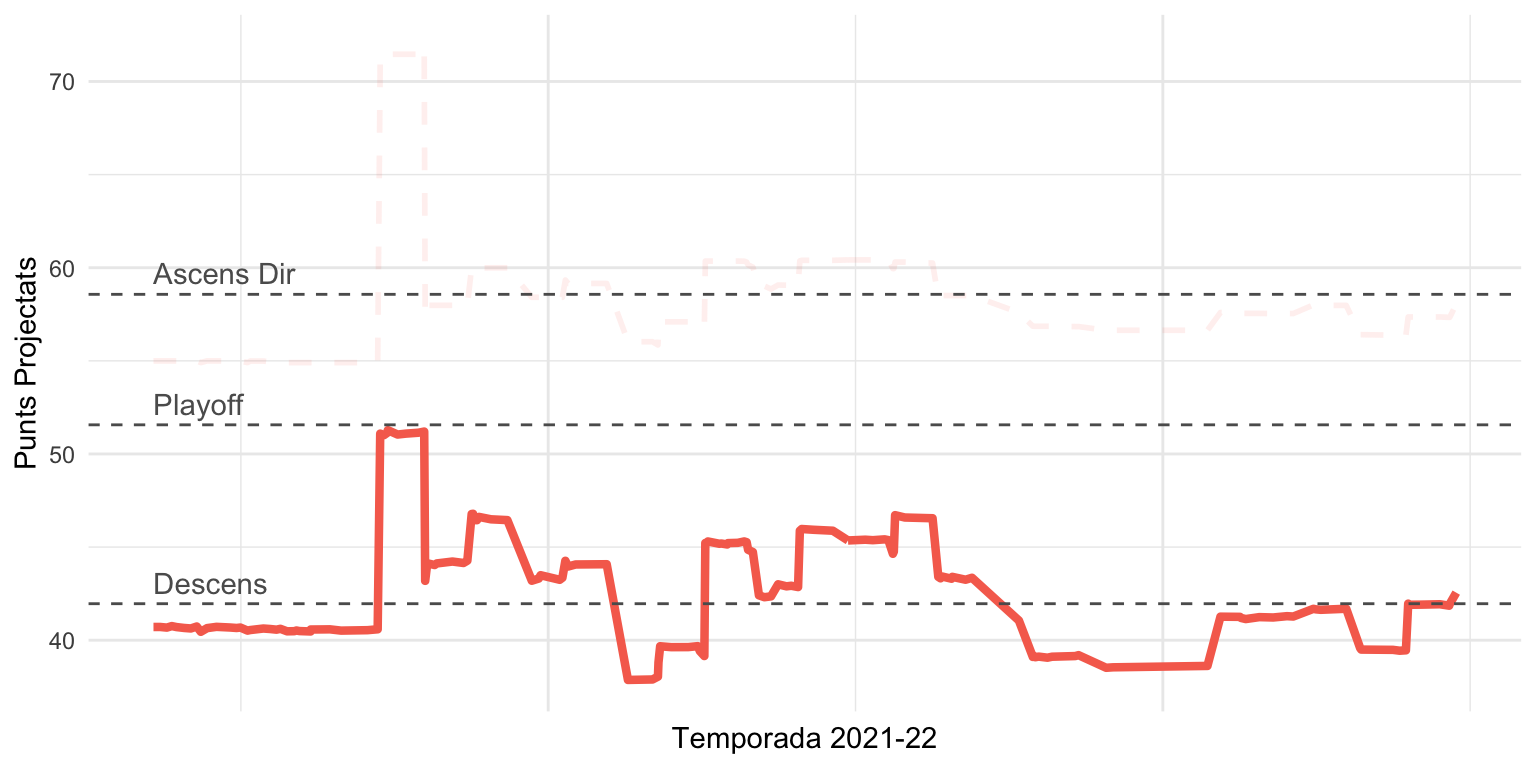 70
60
50
40
Punts Projectats
Ascens Dir
Playoff
Descens
Temporada 2021-22